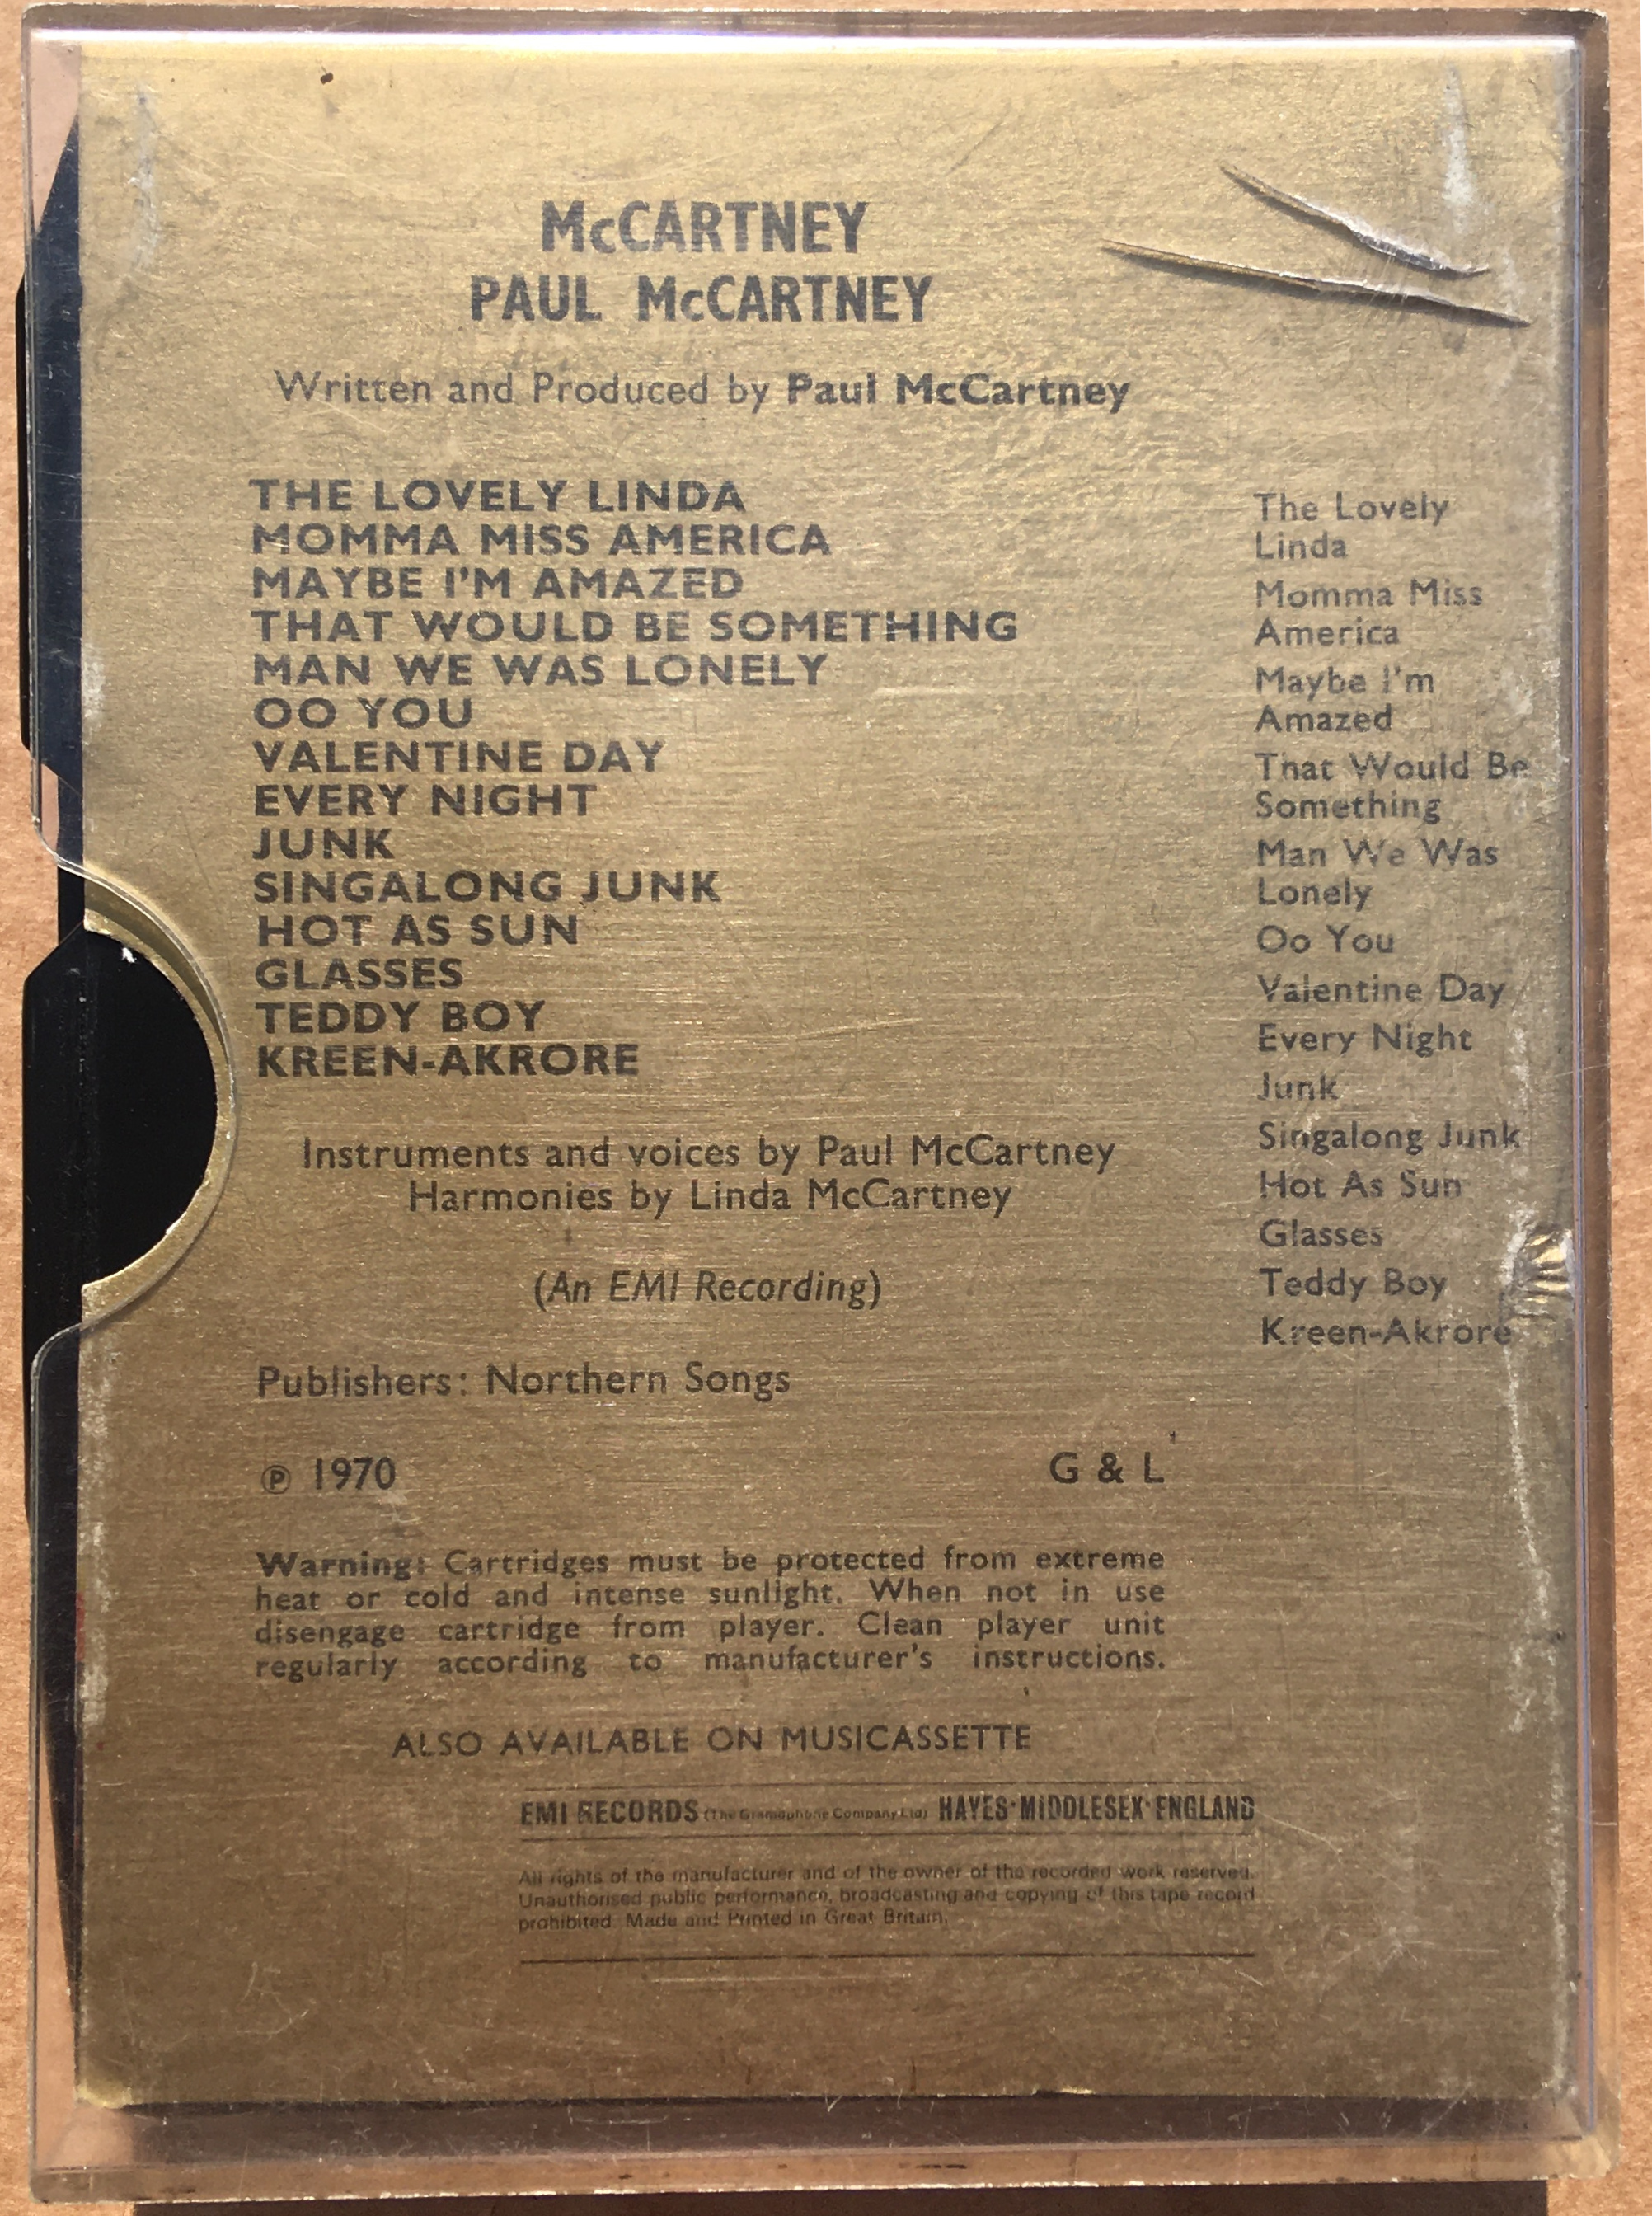 McCARTNEY
PAUL McCARTNEY
Written and Produced by Paul McCartney
THE LOVELY LINDA
MOMMA MISS AMERICA
MAYBE I'M AMAZED
THAT WOULD BE SOMETHING
MAN WE WAS LONELY
OO YOU
VALENTINE DAY
EVERY NIGHT
JUNK
SINGALONG JUNK
HOT AS SUN
GLASSES
TEDDY BOY
KREEN-AKRORE
Instruments and voices by Paul McCartney
Harmonies by Linda McCartney
(An EMI Recording)
Publishers: Northern Songs
℗ 1970
G & L
Warning: Cartridges must be protected from extreme
heat or cold and intense sunlight. When not in use
disengage cartridge from player. Clean player unit
regularly according to manufacturer's instructions.
ALSO AVAILABLE ON MUSICASSETTE
EMI RECORDS (The Gramophone Company Ltd) HAYES·MIDDLESEX·ENGLAND
All rights of the manufacturer and of the owner of the recorded work reserved.
Unauthorised public performance, broadcasting and copying of this tape record
prohibited. Made and Printed in Great Britain.
The Lovely
Linda
Momma Miss
America
Maybe I'm
Amazed
That Would Be
Something
Man We Was
Lonely
Oo You
Valentine Day
Every Night
Junk
Singalong Junk
Hot As Sun
Glasses
Teddy Boy
Kreen-Akrore